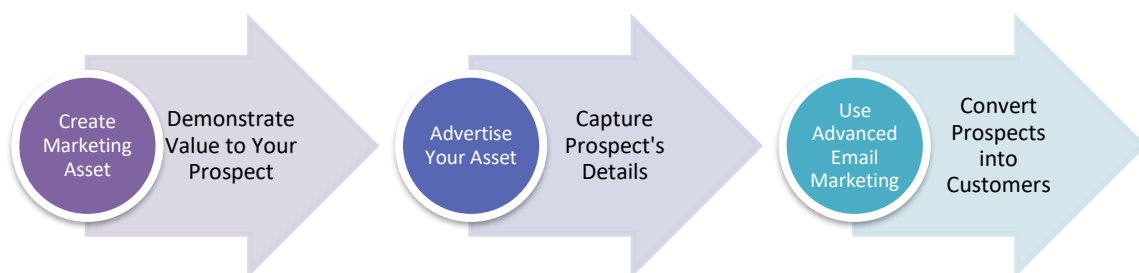 Create
Marketing
Asset
Demonstrate
Value to Your
Prospect
Advertise
Your Asset
Capture
Prospect's
Details
Use
Advanced
Email
Marketing
Convert
Prospects
into
Customers